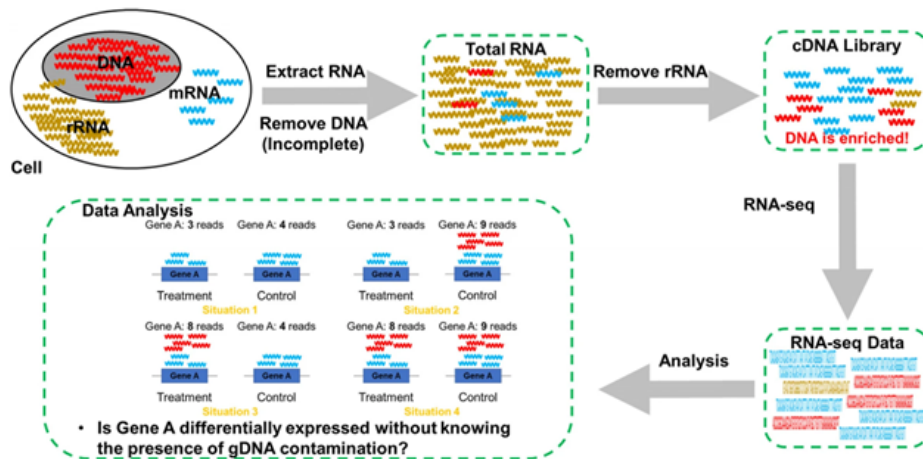 DNA
mRNA
rRNA
Cell
Extract RNA
Remove DNA
(Incomplete)
Total RNA
Remove rRNA
cDNA Library
DNA is enriched!
RNA-seq
RNA-seq Data
Analysis
Data Analysis
Gene A: 3 reads
Gene A: 4 reads
Gene A: 3 reads
Gene A: 9 reads
Gene A
Gene A
Gene A
Gene A
Treatment
Control
Treatment
Control
Situation 1
Situation 2
Gene A: 8 reads
Gene A: 4 reads
Gene A: 8 reads
Gene A: 9 reads
Gene A
Gene A
Gene A
Gene A
Treatment
Control
Treatment
Control
Situation 3
Situation 4
• Is Gene A differentially expressed without knowing
the presence of gDNA contamination?